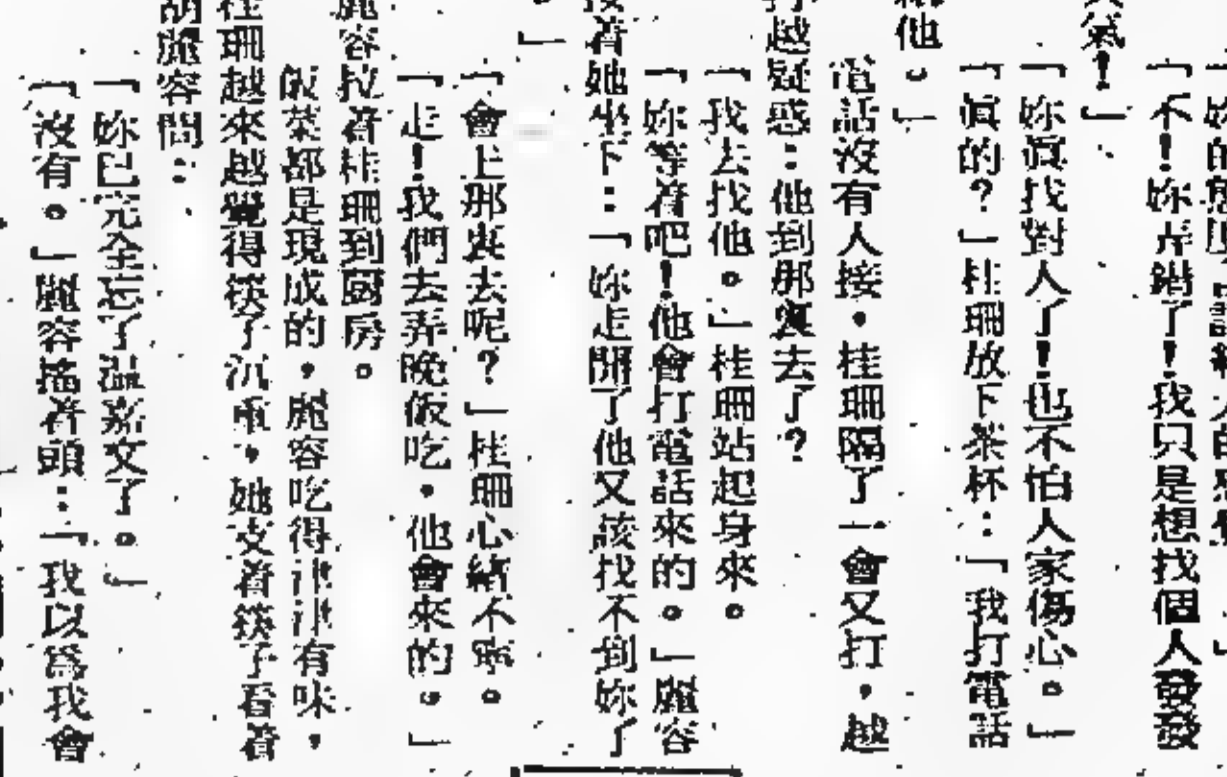 「不！妳弄錯了！我只是想找個人發發
氣！」
「妳眞找對人了！也不怕人家傷心。」
「眞的？」桂珊放下茶杯：「我打電話
他。」
電話沒有人接，桂珊隔了一會又打，越
打越疑惑：他到那裏去了？
「我去找他。」桂珊站起身來。
「妳等着吧！他會打電話來的。」麗容
接着她坐下：「妳走開了他又該找不到妳了
。」
「會上那裏去呢？」桂珊心緒不寧。
「走！我們去弄晚飯吃，他會來的。」
麗容拉着桂珊到厨房。
飯菜都是現成的，麗容吃得津津有味，
桂珊越來越覺得筷子沉重，她支着筷子看着
胡麗容問：
「妳已完全忘了溫嘉文了。」
「沒有。」麗容搖着頭：「我以爲我會